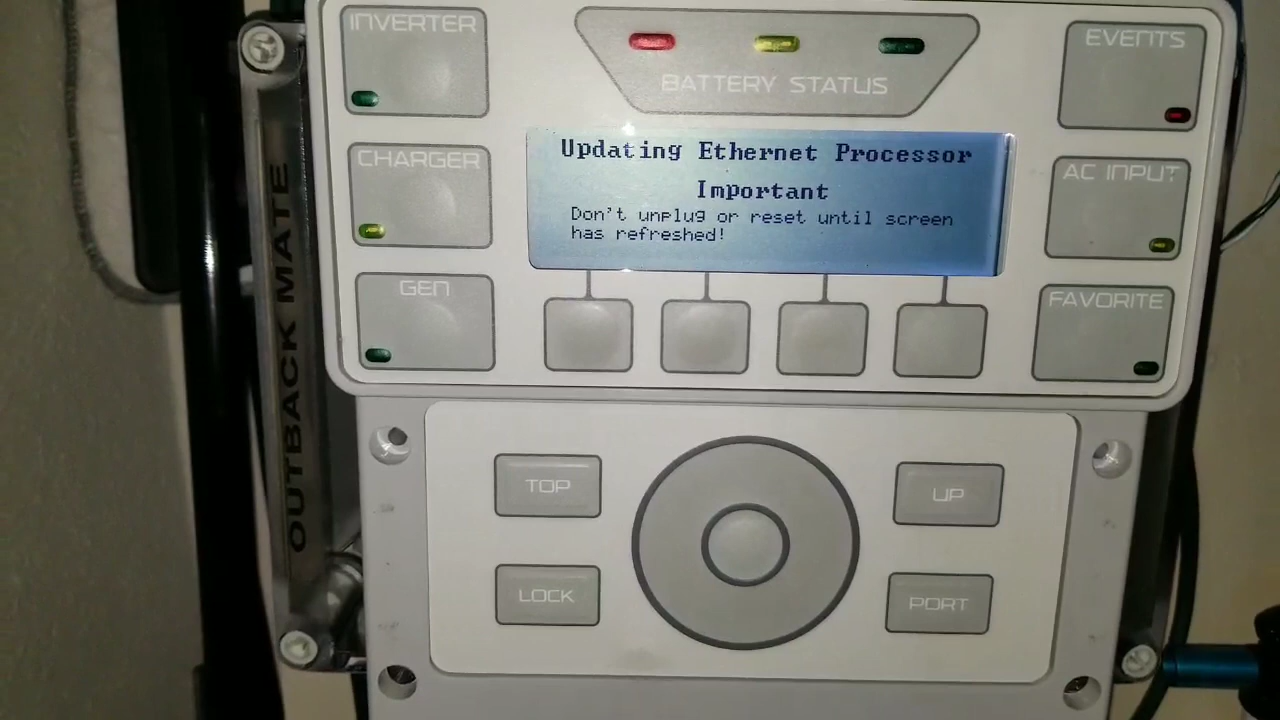 INVERTER
BATTERY STATUS
EVENTS
CHARGER
Updating Ethernet Processor
Important
Don't unplug or reset until screen
has refreshed!
AC INPUT
GEN
FAVORITE
OUTBACK MATE
TOP
UP
LOCK
PORT